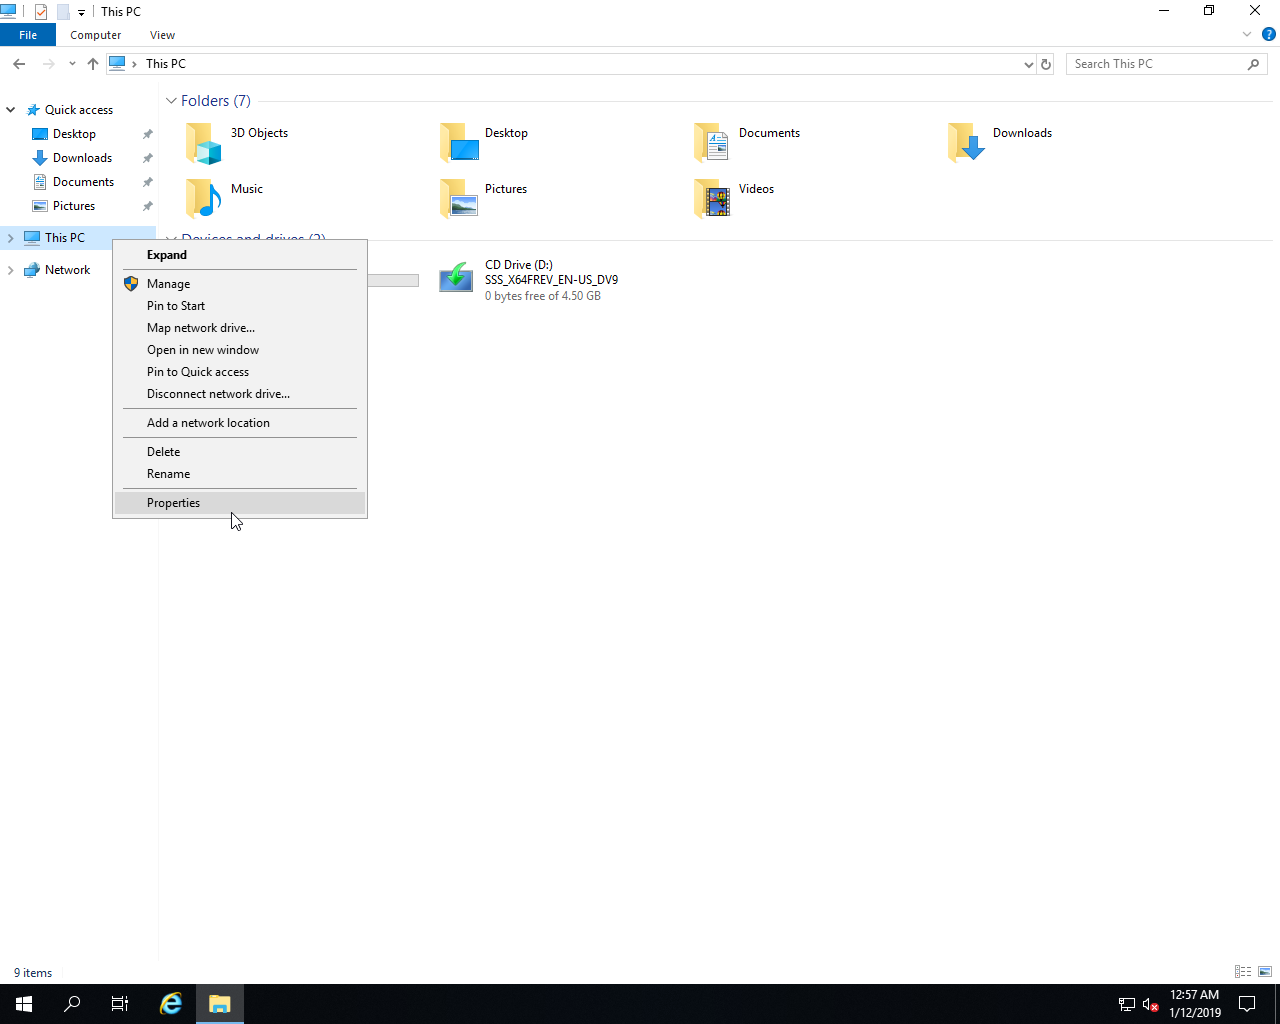 This PC
File
Computer
View
This PC
Search This PC
Quick access
Desktop
Downloads
Documents
Pictures
This PC
Network
Folders (7)
3D Objects
Desktop
Documents
Downloads
Music
Pictures
Videos
Devices and drives (2)
CD Drive (D:)
SSS_X64FREV_EN-US_DV9
0 bytes free of 4.50 GB
Expand
Manage
Pin to Start
Map network drive...
Open in new window
Pin to Quick access
Disconnect network drive...
Add a network location
Delete
Rename
Properties
9 items
12:57 AM
1/12/2019